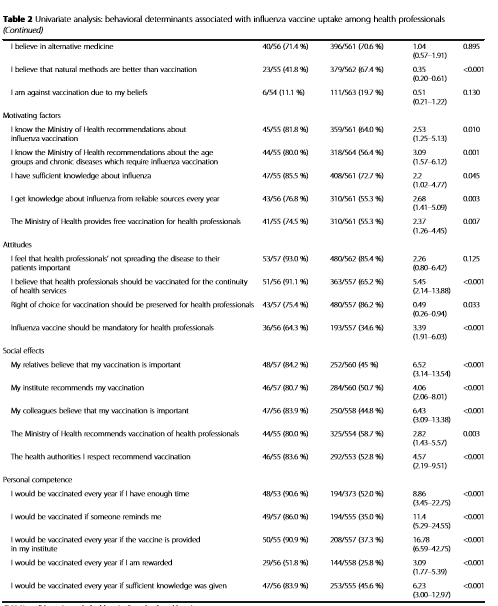 Table 2 Univariate analysis: behavioral determinants associated with influenza vaccine uptake among health professionals
(Continued)
I believe in alternative medicine 40/56 (71.4 %) 396/561 (70.6 %) 1.04 0.895
(0.57–1.91)
I believe that natural methods are better than vaccination 23/55 (41.8 %) 379/562 (67.4 %) 0.35 <0.001
(0.20–0.61)
I am against vaccination due to my beliefs 6/54 (11.1 %) 111/563 (19.7 %) 0.51 0.130
(0.21–1.22)
Motivating factors
I know the Ministry of Health recommendations about 45/55 (81.8 %) 359/561 (64.0 %) 2.53 0.010
influenza vaccination (1.25–5.13)
I know the Ministry of Health recommendations about the age 44/55 (80.0 %) 318/564 (56.4 %) 3.09 0.001
groups and chronic diseases which require influenza vaccination (1.57–6.12)
I have sufficient knowledge about influenza 47/55 (85.5 %) 408/561 (72.7 %) 2.2 0.045
(1.02–4.77)
I get knowledge about influenza from reliable sources every year 43/56 (76.8 %) 310/561 (55.3 %) 2.68 0.003
(1.41–5.09)
The Ministry of Health provides free vaccination for health professionals 41/55 (74.5 %) 310/561 (55.3 %) 2.37 0.007
(1.26–4.45)
Attitudes
I feel that health professionals' not spreading the disease to their 53/57 (93.0 %) 480/562 (85.4 %) 2.26 0.125
patients important (0.80–6.42)
I believe that health professionals should be vaccinated for the continuity 51/56 (91.1 %) 363/557 (65.2 %) 5.45 <0.001
of health services (2.14–13.88)
Right of choice for vaccination should be preserved for health professionals 43/57 (75.4 %) 480/557 (86.2 %) 0.49 0.033
(0.26–0.94)
Influenza vaccine should be mandatory for health professionals 36/56 (64.3 %) 193/557 (34.6 %) 3.39 <0.001
(1.91–6.03)
Social effects
My relatives believe that my vaccination is important 48/57 (84.2 %) 252/560 (45 %) 6.52 <0.001
(3.14–13.54)
My institute recommends my vaccination 46/57 (80.7 %) 284/560 (50.7 %) 4.06 <0.001
(2.06–8.01)
My colleagues believe that my vaccination is important 47/56 (83.9 %) 250/558 (44.8 %) 6.43 <0.001
(3.09–13.38)
The Ministry of Health recommends vaccination of health professionals 44/55 (80.0 %) 325/554 (58.7 %) 2.82 0.003
(1.43–5.57)
The health authorities I respect recommend vaccination 46/55 (83.6 %) 292/553 (52.8 %) 4.57 <0.001
(2.19–9.51)
Personal competence
I would be vaccinated every year if I have enough time 48/53 (90.6 %) 194/373 (52.0 %) 8.86 <0.001
(3.45–22.75)
I would be vaccinated if someone reminds me 49/57 (86.0 %) 194/555 (35.0 %) 11.4 <0.001
(5.29–24.55)
I would be vaccinated every year if the vaccine is provided 50/55 (90.9 %) 208/557 (37.3 %) 16.78 <0.001
in my institute (6.59–42.75)
I would be vaccinated every year if I am rewarded 29/56 (51.8 %) 144/558 (25.8 %) 3.09 <0.001
(1.77–5.39)
I would be vaccinated every year if sufficient knowledge was given 47/56 (83.9 %) 253/555 (45.6 %) 6.23 <0.001
(3.00–12.97)